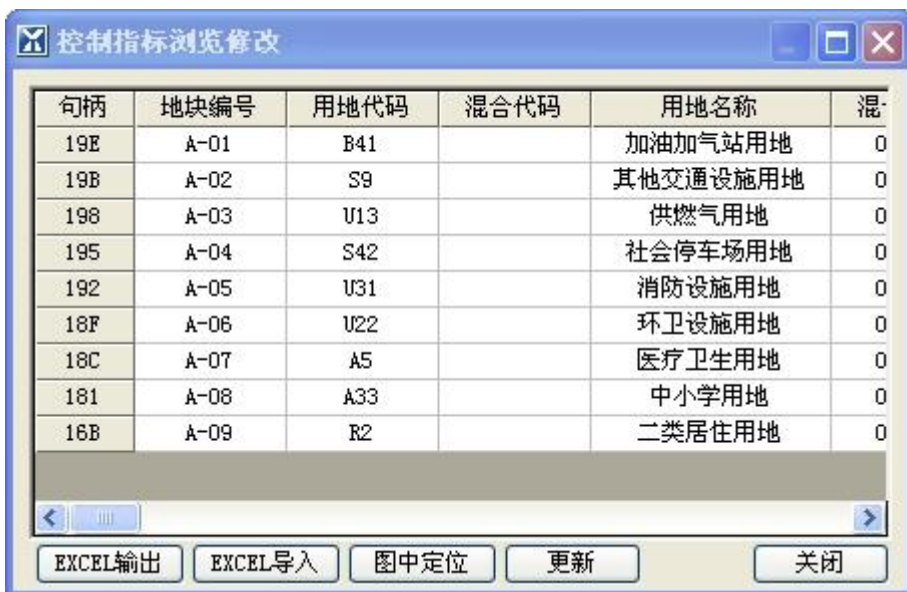 控制指标浏览修改
句柄 地块编号 用地代码 混合代码 用地名称 混
19E A-01 B41 加油加气站用地 0
19B A-02 S9 其他交通设施用地 0
198 A-03 U13 供燃气用地 0
195 A-04 S42 社会停车场用地 0
192 A-05 U31 消防设施用地 0
18F A-06 U22 环卫设施用地 0
18C A-07 A5 医疗卫生用地 0
181 A-08 A33 中小学用地 0
16B A-09 R2 二类居住用地 0
EXCEL输出 EXCEL导入 图中定位 更新 关闭